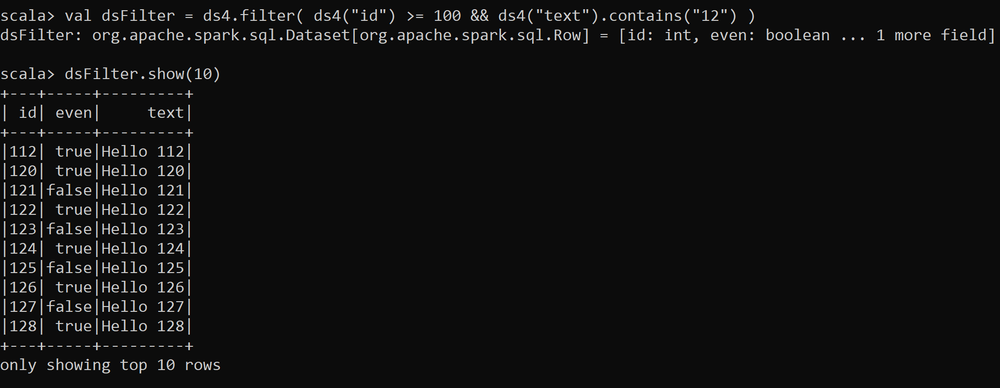 scala> val dsFilter = ds4.filter( ds4("id") >= 100 && ds4("text").contains("12") )
dsFilter: org.apache.spark.sql.Dataset[org.apache.spark.sql.Row] = [id: int, even: boolean ... 1 more field]

scala> dsFilter.show(10)
+---+-----+---------+
| id| even|     text|
+---+-----+---------+
|112| true|Hello 112|
|120| true|Hello 120|
|121|false|Hello 121|
|122| true|Hello 122|
|123|false|Hello 123|
|124| true|Hello 124|
|125|false|Hello 125|
|126| true|Hello 126|
|127|false|Hello 127|
|128| true|Hello 128|
+---+-----+---------+
only showing top 10 rows